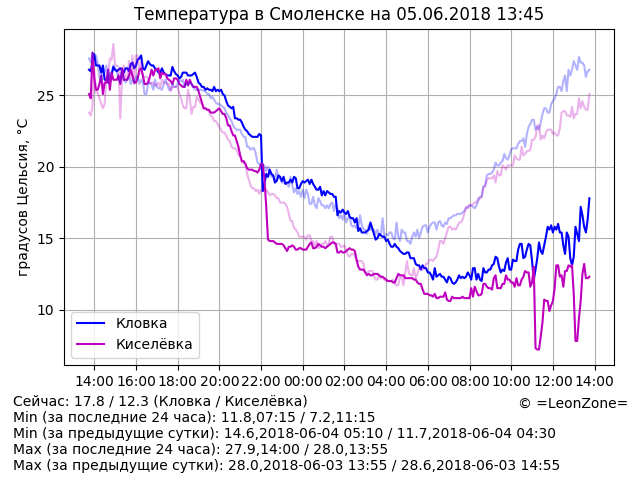 Температура в Смоленске на 05.06.2018 13:45
градусов Цельсия, °C
25
20
15
10
Кловка
Киселёвка
14:00 16:00 18:00 20:00 22:00 00:00 02:00 04:00 06:00 08:00 10:00 12:00 14:00
Сейчас: 17.8 / 12.3 (Кловка / Киселёвка)
© =LeonZone=
Min (за последние 24 часа): 11.8,07:15 / 7.2,11:15
Min (за предыдущие сутки): 14.6,2018-06-04 05:10 / 11.7,2018-06-04 04:30
Max (за последние 24 часа): 27.9,14:00 / 28.0,13:55
Max (за предыдущие сутки): 28.0,2018-06-03 13:55 / 28.6,2018-06-03 14:55